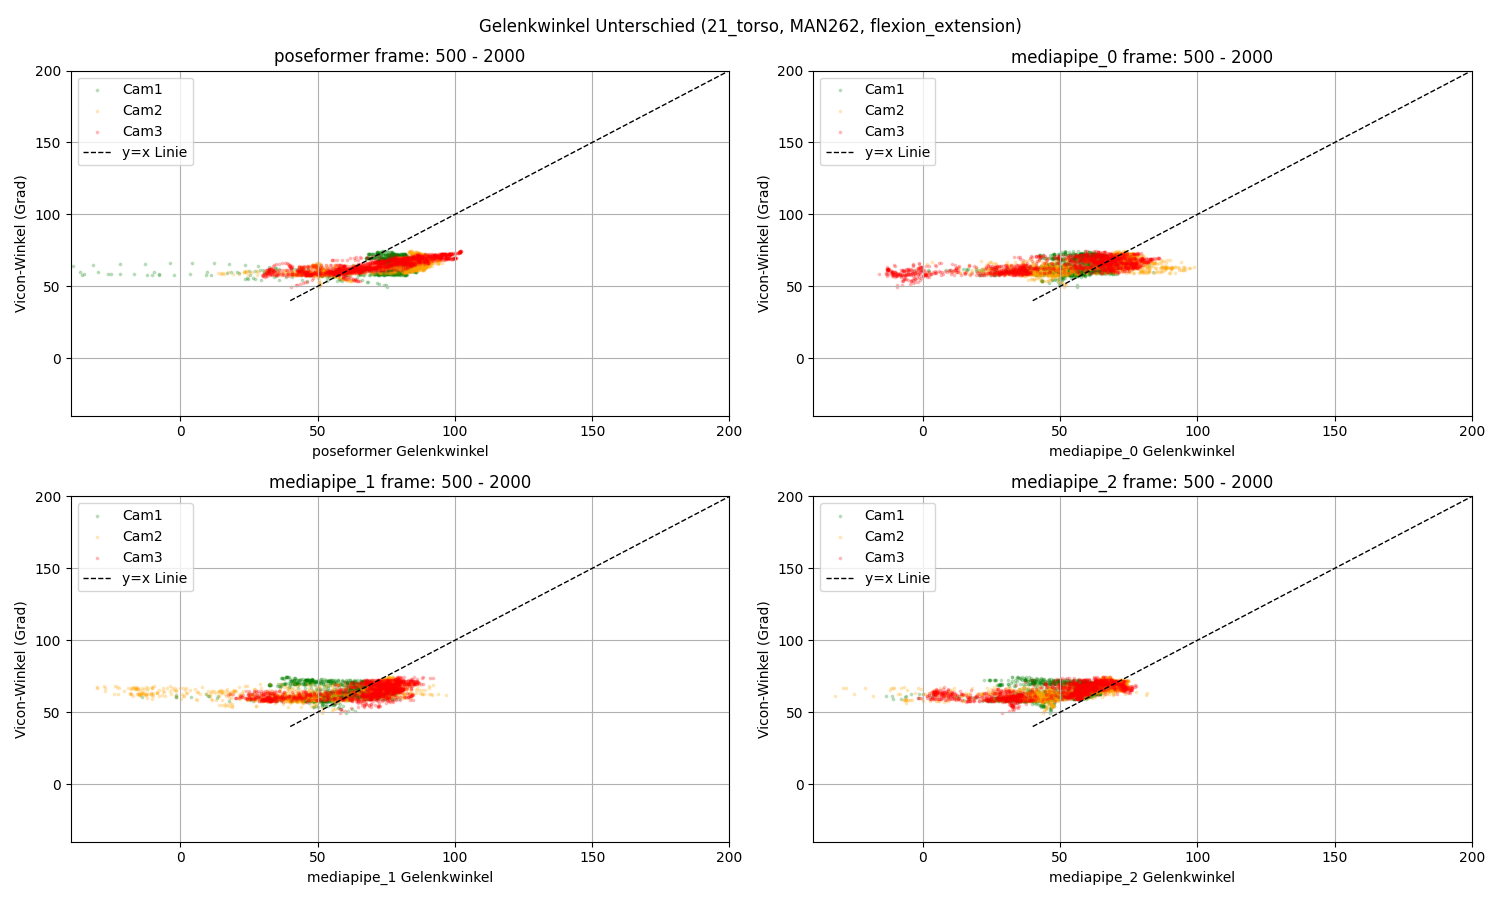 Gelenkwinkel Unterschied (21_torso, MAN262, flexion_extension)
poseformer frame: 500 - 2000
200
150
100
50
0
Vicon-Winkel (Grad)
Cam1
Cam2
Cam3
y=x Linie
0
50
100
150
200
poseformer Gelenkwinkel
mediapipe_0 frame: 500 - 2000
200
150
100
50
0
Vicon-Winkel (Grad)
Cam1
Cam2
Cam3
y=x Linie
0
50
100
150
200
mediapipe_0 Gelenkwinkel
mediapipe_1 frame: 500 - 2000
200
150
100
50
0
Vicon-Winkel (Grad)
Cam1
Cam2
Cam3
y=x Linie
0
50
100
150
200
mediapipe_1 Gelenkwinkel
mediapipe_2 frame: 500 - 2000
200
150
100
50
0
Vicon-Winkel (Grad)
Cam1
Cam2
Cam3
y=x Linie
0
50
100
150
200
mediapipe_2 Gelenkwinkel